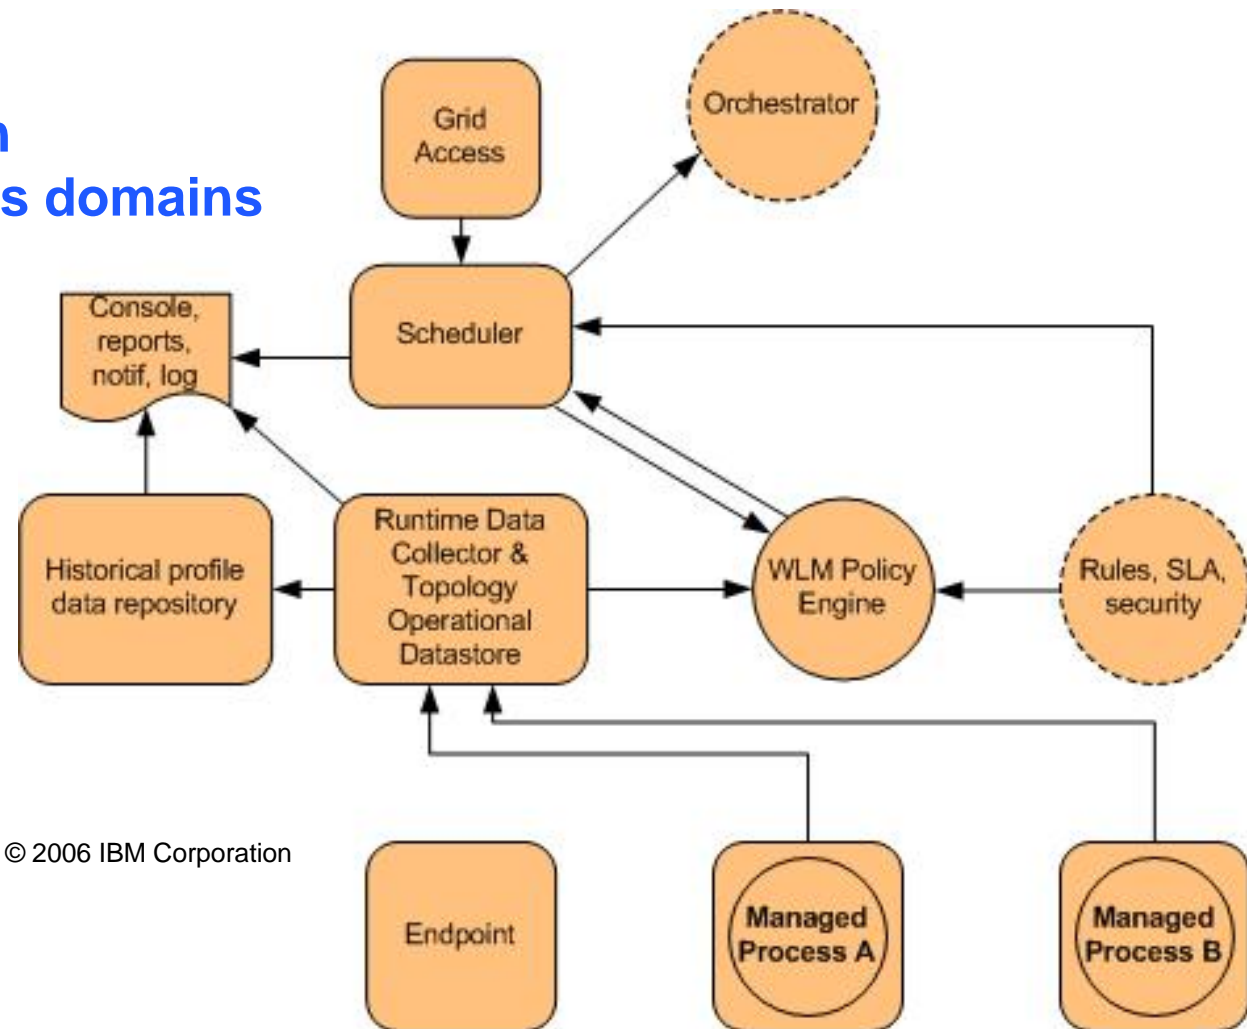 s domains
Grid
Access
Orchestrator
Console,
reports,
notif, log
Scheduler
Historical profile
data repository
Runtime Data
Collector &
Topology
Operational
Datastore
WLM Policy
Engine
Rules, SLA,
security
© 2006 IBM Corporation
Endpoint
Managed
Process A
Managed
Process B